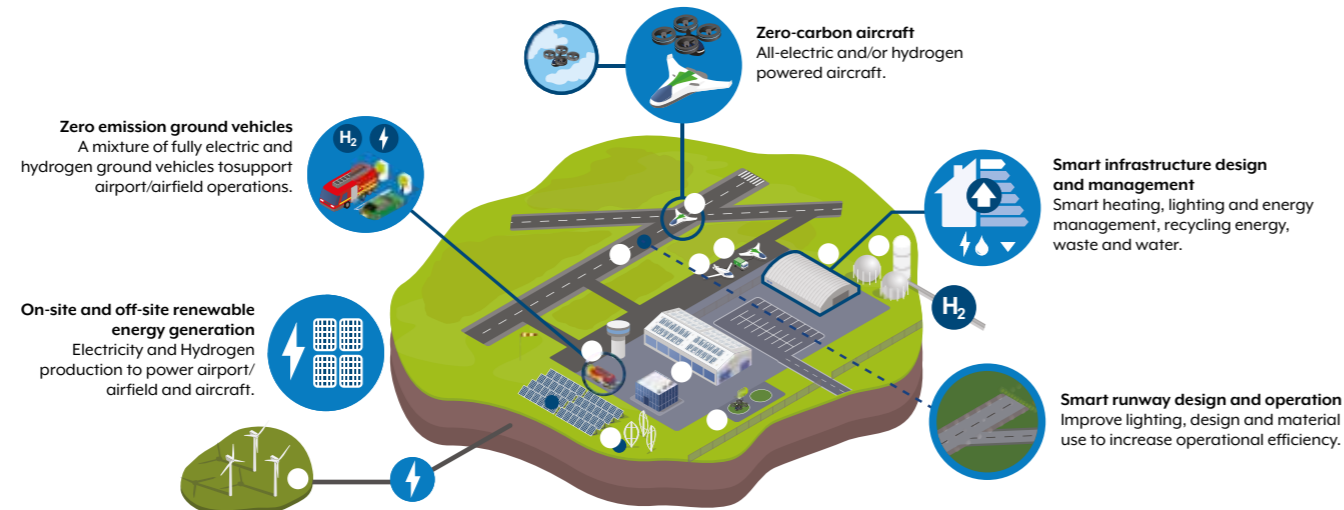 Zero-carbon aircraft
All-electric and/or hydrogen
powered aircraft.
Zero emission ground vehicles
A mixture of fully electric and
hydrogen ground vehicles tosupport
airport/airfield operations.
H₂
Smart infrastructure design
and management
Smart heating, lighting and energy
management, recycling energy,
waste and water.
On-site and off-site renewable
energy generation
Electricity and Hydrogen
production to power airport/
airfield and aircraft.
H₂
Smart runway design and operation
Improve lighting, design and material
use to increase operational efficiency.